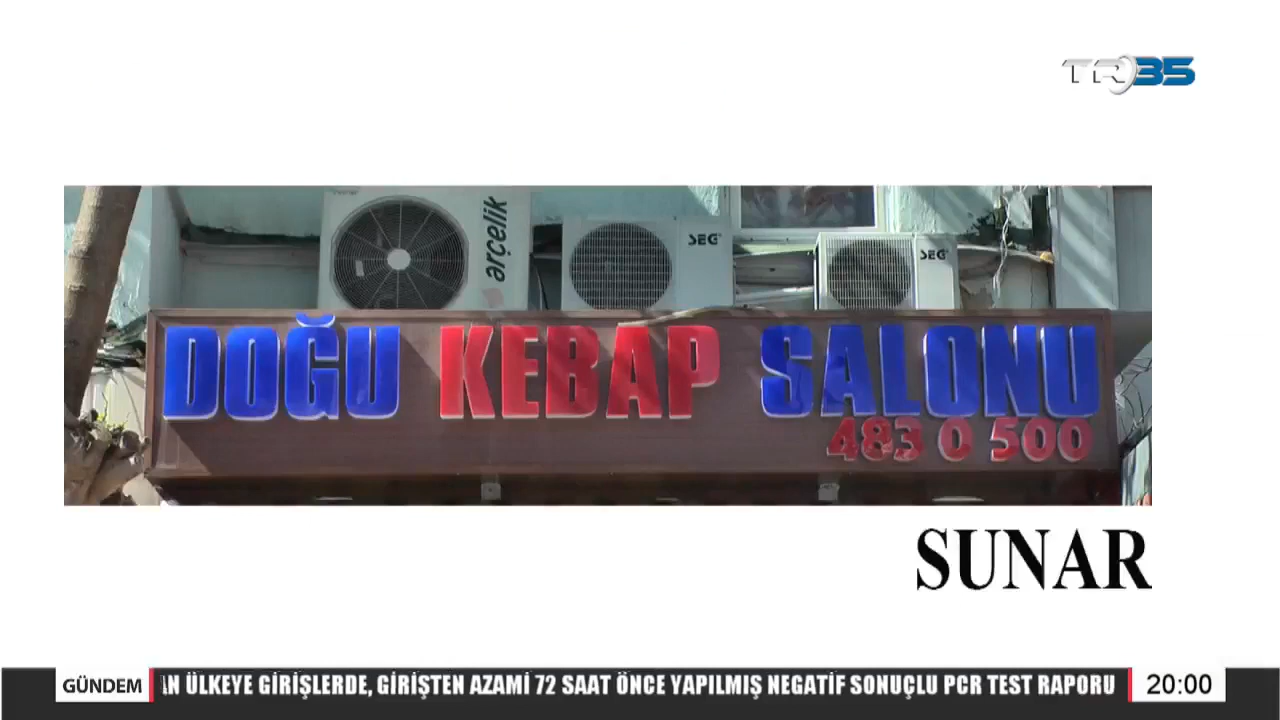 TR35
arçelik
SEG
SEG
DOĞU KEBAP SALONU
483 0 500
SUNAR
GÜNDEM
ÜLKEYE GİRİŞLERDE, GİRİŞTEN AZAMİ 72 SAAT ÖNCE YAPILMIŞ NEGATİF SONUÇLU PCR TEST RAPORU
20:00